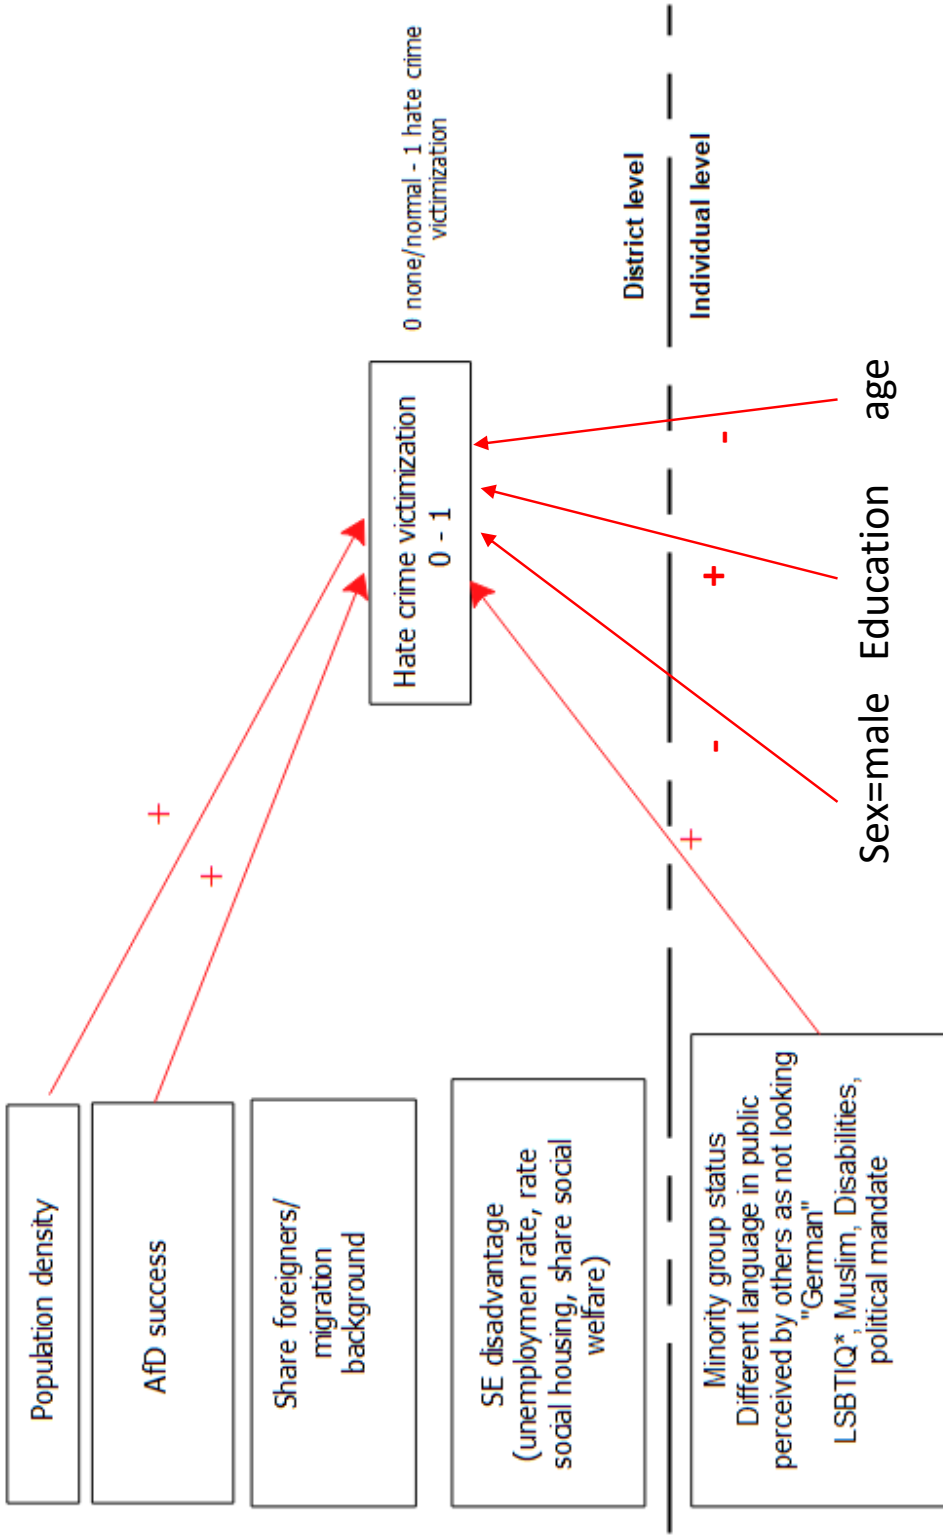 Population density
AfD success
Share foreigners/
migration
background
SE disadvantage
(unemploymen rate, rate
social housing, share social
welfare)
Minority group status
Different language in public
perceived by others as not looking
"German"
LSBTIQ*, Muslim, Disabilities,
political mandate
+
+
+
Hate crime victimization
0 - 1
0 none/normal - 1 hate crime
victimization
District level
Individual level
-
+
-
Sex=male Education age